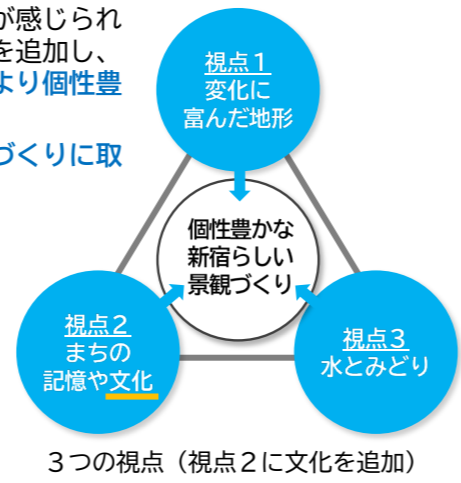 が感じられ
を追加し、
より個性豊
づくりに取
視点１
変化に
富んだ地形
個性豊かな
新宿らしい
景観づくり
視点２
まちの
記憶や文化
視点３
水とみどり
３つの視点（視点２に文化を追加）